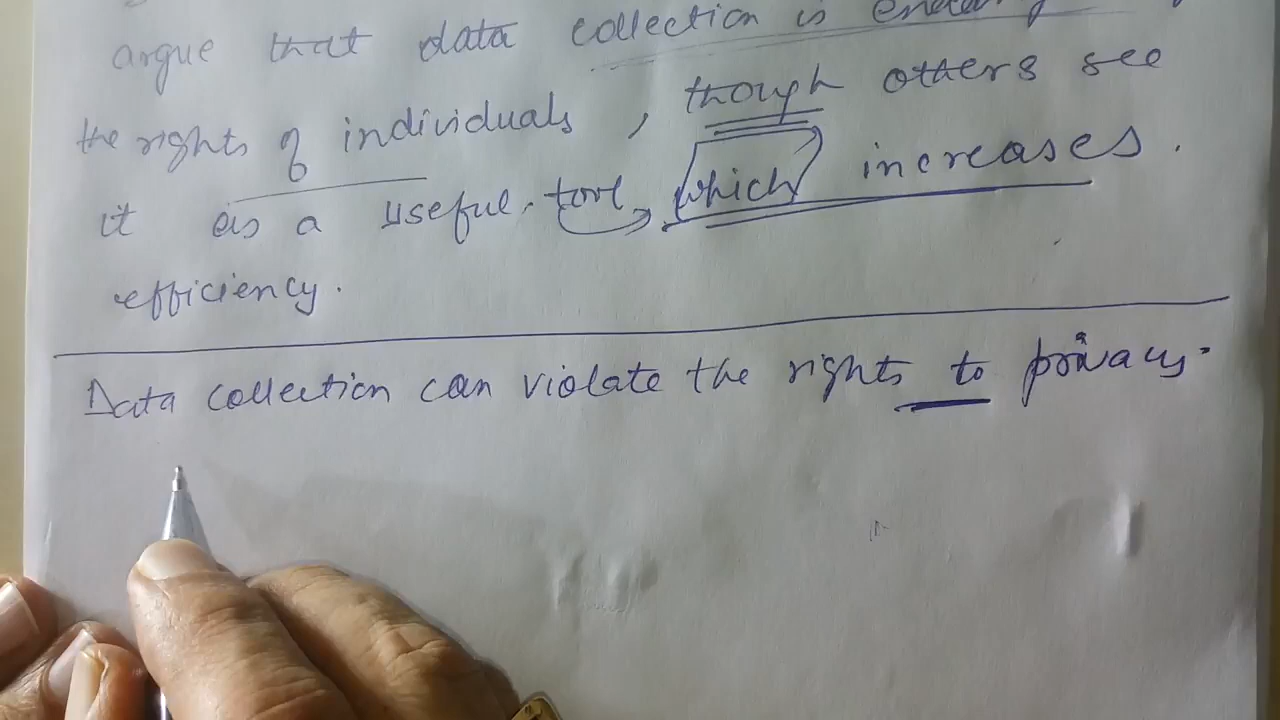 argue that data collection is
the rights of individuals, though others see
it as a useful tool which increases.
efficiency.
Data collection can violate the rights to privacy.